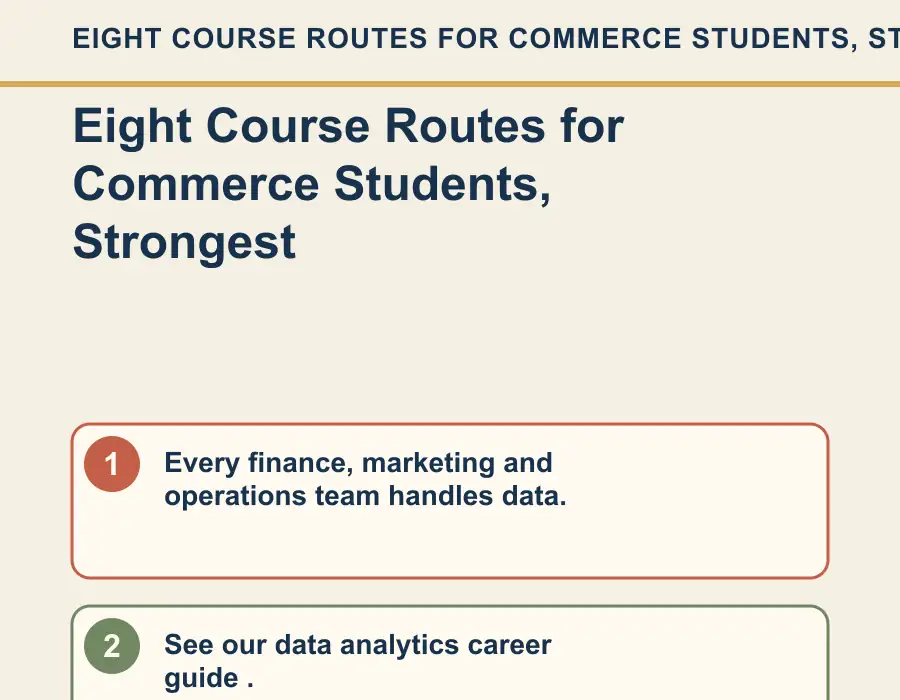 EIGHT COURSE ROUTES FOR COMMERCE STUDENTS, ST
Eight Course Routes for
Commerce Students,
Strongest
1
Every finance, marketing and
operations team handles data.
2
See our data analytics career
guide .